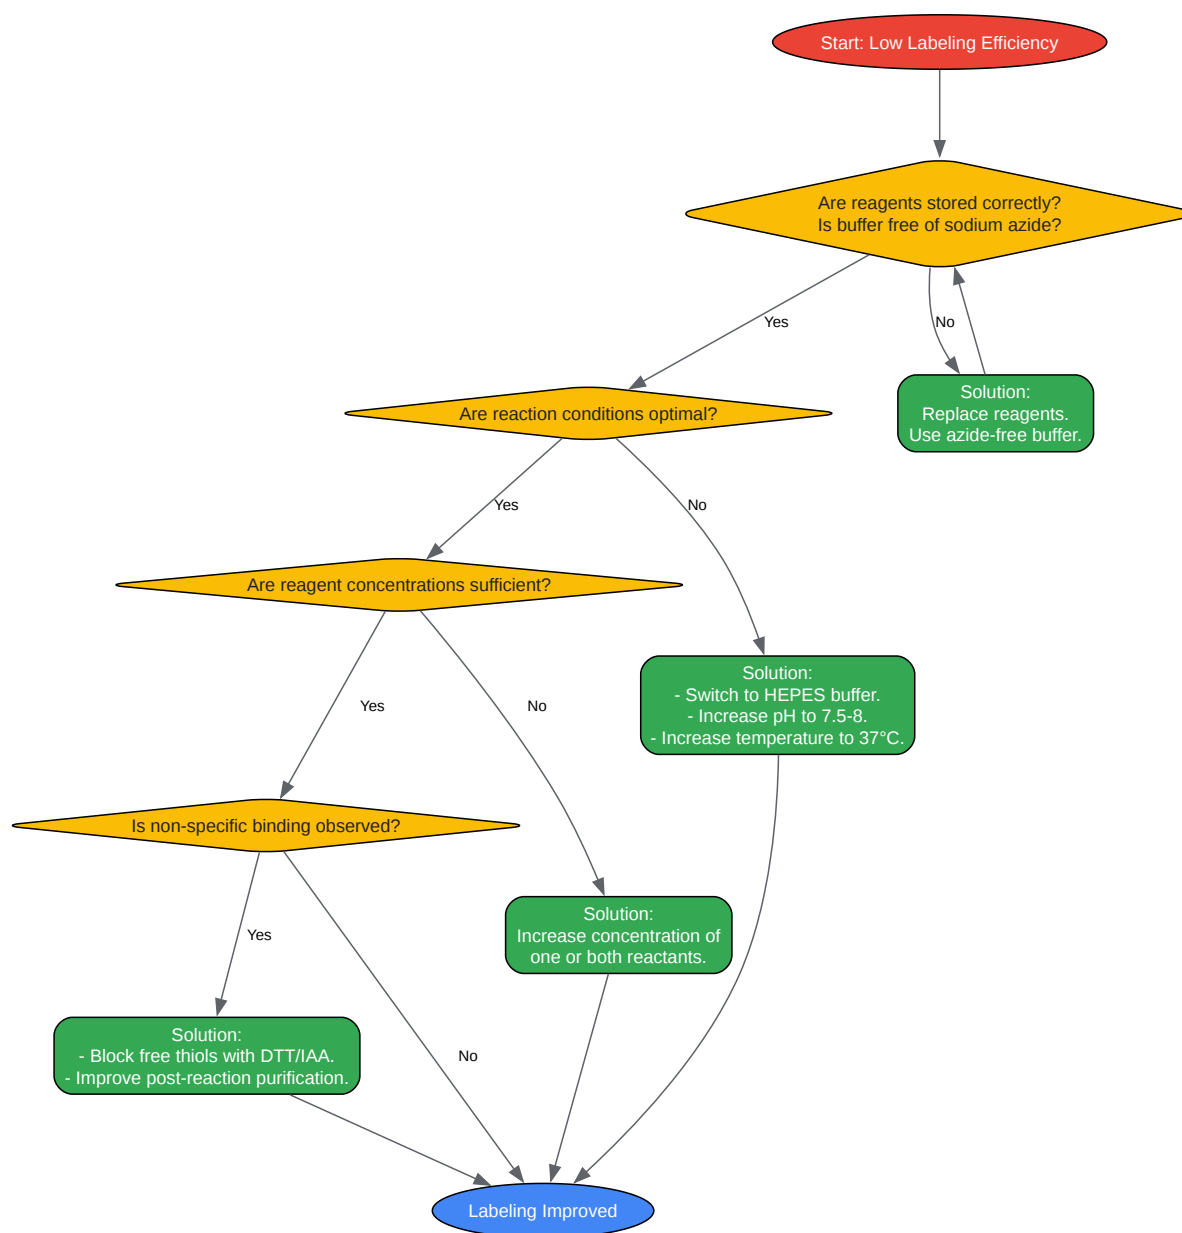 Start: Low Labeling Efficiency
Are reagents stored correctly?
Is buffer free of sodium azide?
Yes
No
Solution:
Replace reagents.
Use azide-free buffer.
Are reaction conditions optimal?
Yes
No
Are reagent concentrations sufficient?
Solution:
- Switch to HEPES buffer.
- Increase pH to 7.5-8.
- Increase temperature to 37°C.
Yes
No
Is non-specific binding observed?
Solution:
Increase concentration of
one or both reactants.
Yes
No
Solution:
- Block free thiols with DTT/IAA.
- Improve post-reaction purification.
Labeling Improved